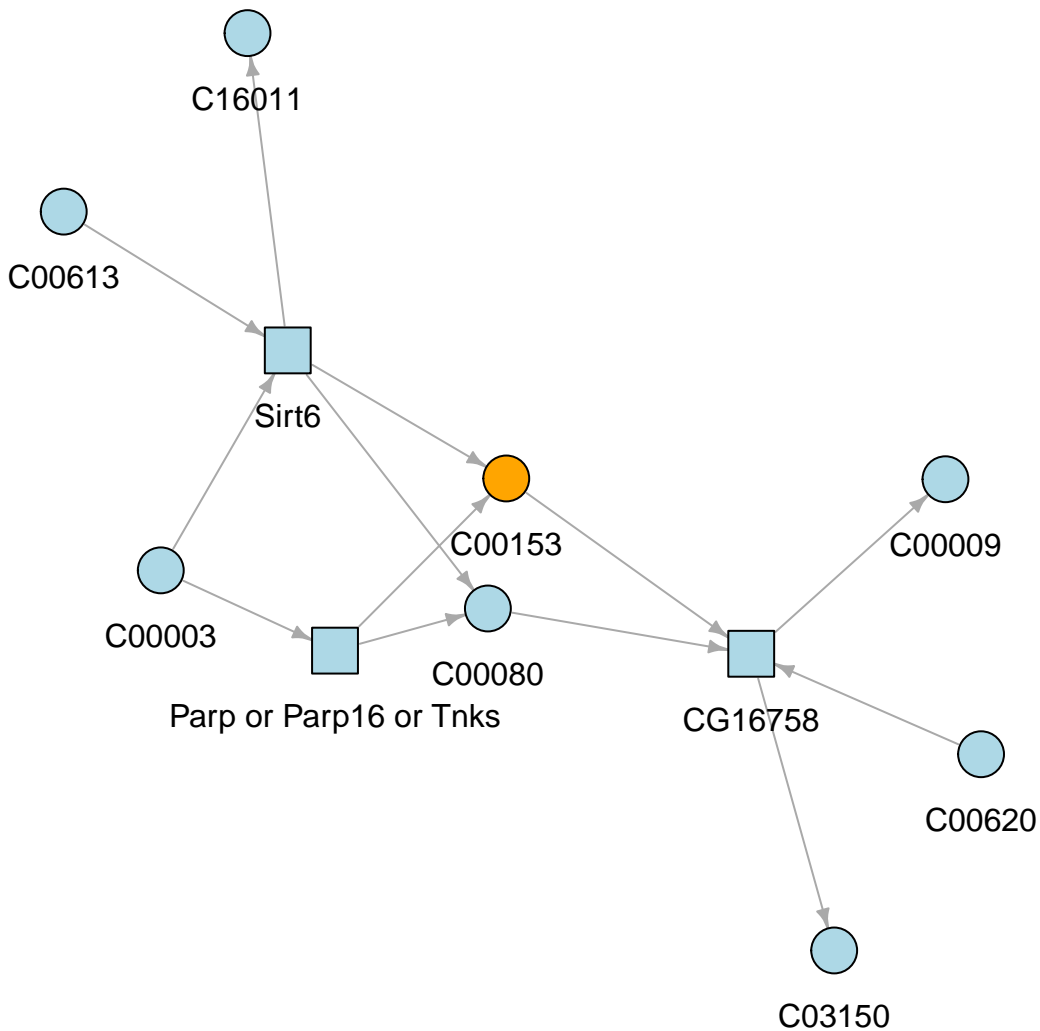 C16011
C00613
Sirt6
C00153
C00009
C00003
C00080
Parp or Parp16 or Tnks
CG16758
C00620
C03150